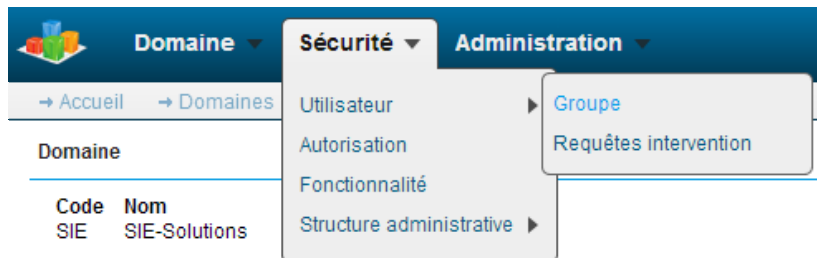 Domaine Sécurité Administration
→ Accueil → Domaines
Utilisateur
Groupe
Requêtes intervention
Autorisation
Fonctionnalité
Structure administrative
Domaine
Code Nom
SIE SIE-Solutions